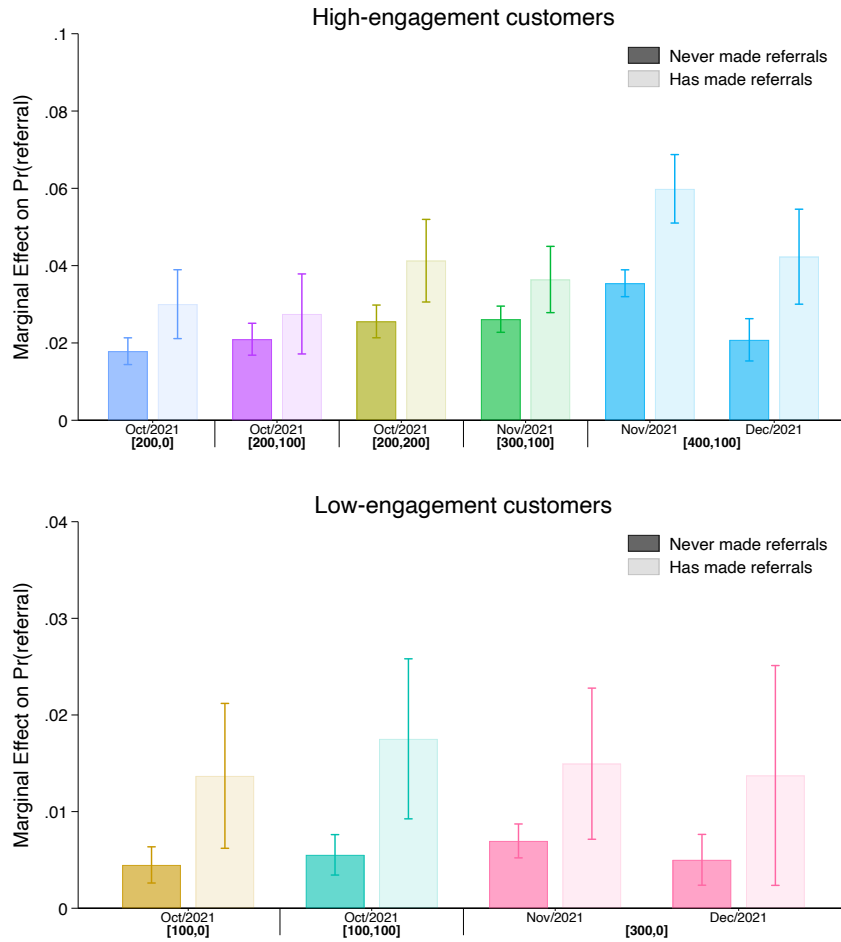 High-engagement customers
Never made referrals
Has made referrals
Marginal Effect on Pr(referral)
.1
.08
.06
.04
.02
0
Oct/2021 Oct/2021 Oct/2021 Nov/2021 Nov/2021 Dec/2021
[200,0] [200,100] [200,200] [300,100] [400,100]
Low-engagement customers
Never made referrals
Has made referrals
Marginal Effect on Pr(referral)
.04
.03
.02
.01
0
Oct/2021 Oct/2021 Nov/2021 Dec/2021
[100,0] [100,100] [300,0]